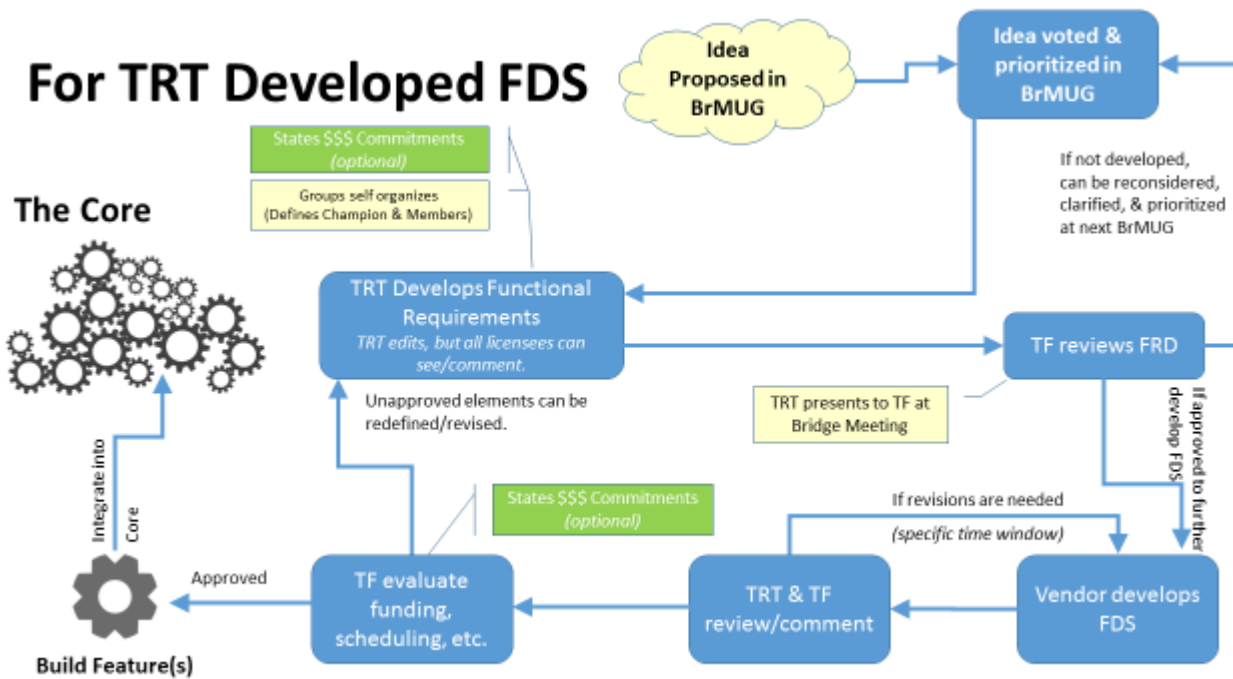 For TRT Developed FDS
Idea
Proposed in
BrMUG
Idea voted &
prioritized in
BrMUG
If not developed,
can be reconsidered,
clarified, & prioritized
at next BrMUG
States $$$ Commitments
(optional)
Groups self organizes
(Defines Champion & Members)
The Core
TRT Develops Functional
Requirements
TRT edits, but all licensees can
see/comment.
TF reviews FRD
TRT presents to TF at
Bridge Meeting
If approved to further
develop FDS
Unapproved elements can be
redefined/revised.
Integrate into
Core
States $$$ Commitments
(optional)
If revisions are needed
(specific time window)
Approved
TF evaluate
funding,
scheduling, etc.
TRT & TF
review/comment
Vendor develops
FDS
Build Feature(s)